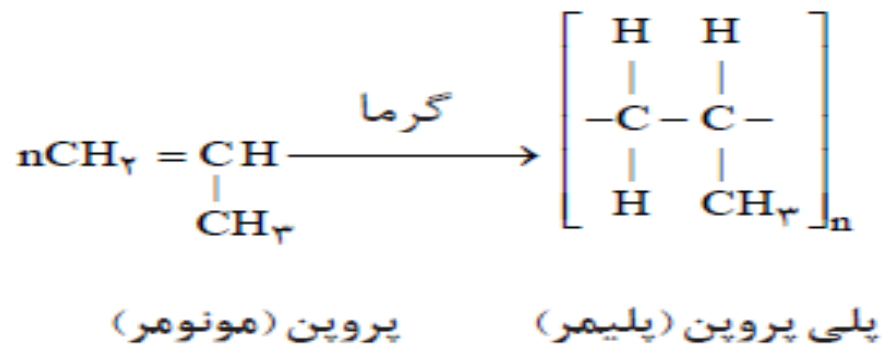 H H
گرما
–C–C–
nCH۲ = CH
H CH۳
n
CH۳
پروپن (مونومر) پلی پروپن (پلیمر)